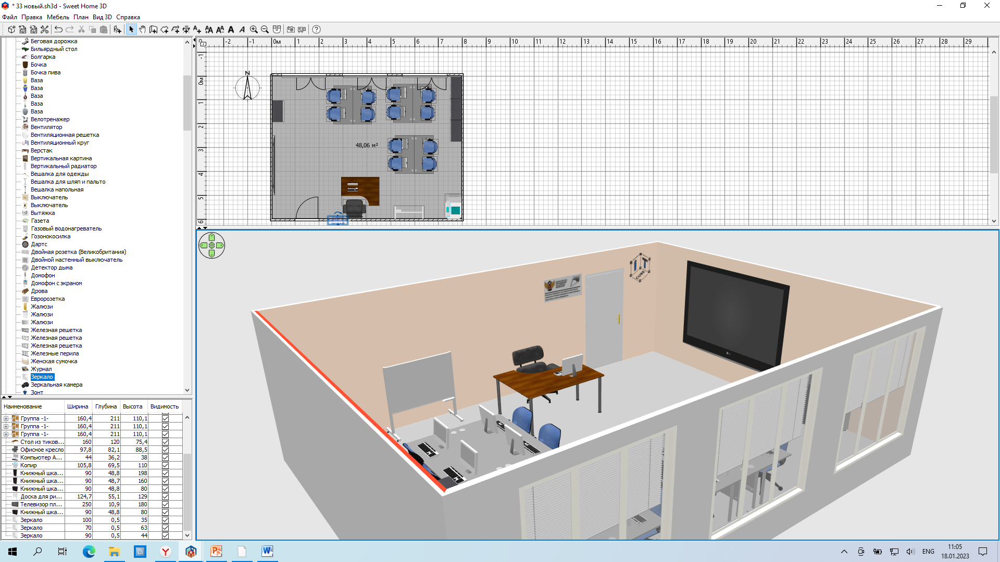 * 33 новый.sh3d - Sweet Home 3D
Файл Правка Мебель План Вид 3D Справка
Беговая дорожка
Бильярдный стол
Болгарка
Бочка
Бочка пива
Ваза
Ваза
Ваза
Ваза
Ваза
Велотренажер
Вентилятор
Вентиляционная решетка
Вентиляционный круг
Верстак
Вертикальная картина
Вертикальный радиатор
Вешалка для одежды
Вешалка для шляп и пальто
Вешалка напольная
Выключатель
Выключатель
Вытяжка
Газета
Газовый водонагреватель
Гозонокосилка
Дартс
Двойная розетка (Великобритания)
Двойной настенный выключатель
Детектор дыма
Домофон
Домофон с экраном
Дрова
Евророзетка
Жалюзи
Жалюзи
Жалюзи
Железная решетка
Железная решетка
Железная решетка
Железные перила
Женская сумочка
Журнал
Зеркало
Зеркальная камера
Зонт
Наименование Ширина Глубина Высота Видимость
Группа -1- 160,4 211 110,1
Группа -1- 160,4 211 110,1
Группа -1- 160,4 211 110,1
Стол из тиков... 160 120 75,4
Офисное кресло 97,8 82,1 88,5
Компьютер A... 44 36,2 38
Копир 105,8 69,5 110
Книжный шка... 90 48,8 198
Книжный шка... 90 48,7 160
Книжный шка... 90 48,8 80
Доска для ри... 124,7 55,1 129
Телевизор пл... 250 10,9 180
Книжный шка... 90 48,8 80
Зеркало 100 0,5 35
Зеркало 70 0,5 63
Зеркало 90 0,5 44
-2 -1 0м 1 2 3 4 5 6 7 8 9 10 11 12 13 14 15 16 17 18 19 20 21 22 23 24 25 26 27 28 29
-1
0м
1
2
3
4
5
6
N
48,06 м²
I T
CUBE
ENG
11:05
18.01.2023